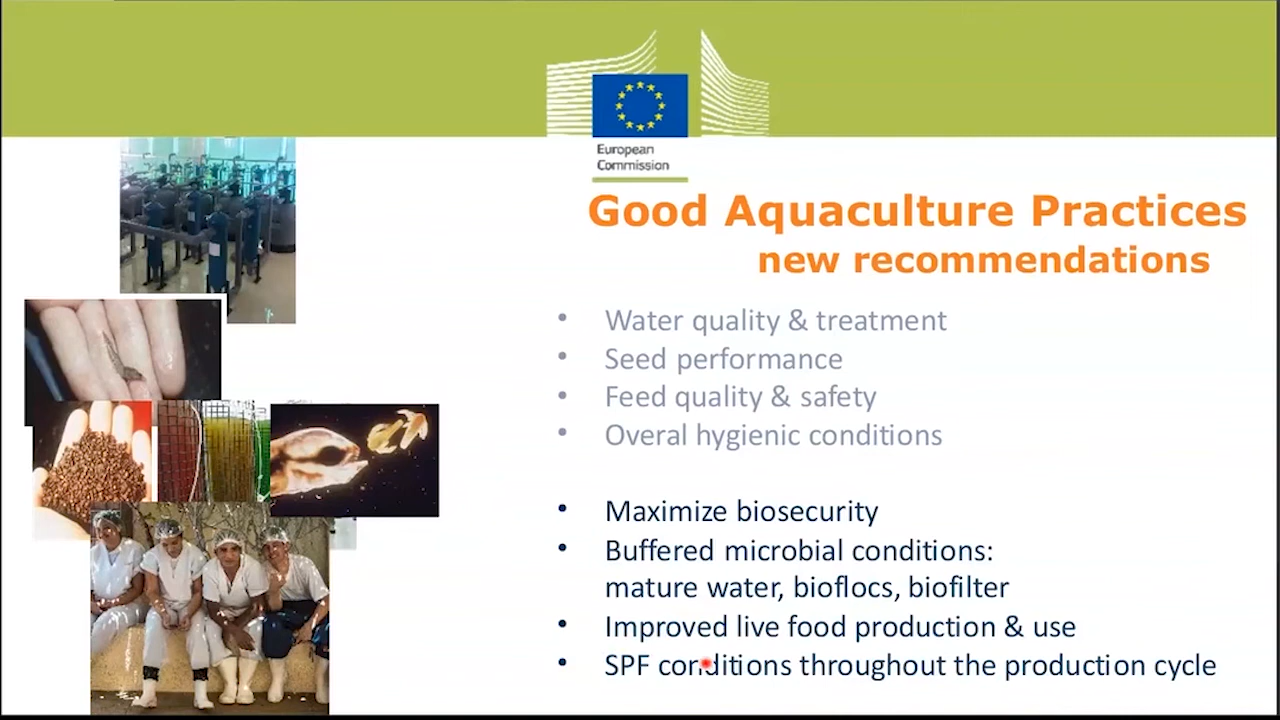 European
Commission
Good Aquaculture Practices
new recommendations
• Water quality & treatment
• Seed performance
• Feed quality & safety
• Overal hygienic conditions
• Maximize biosecurity
• Buffered microbial conditions:
mature water, bioflocs, biofilter
• Improved live food production & use
• SPF conditions throughout the production cycle